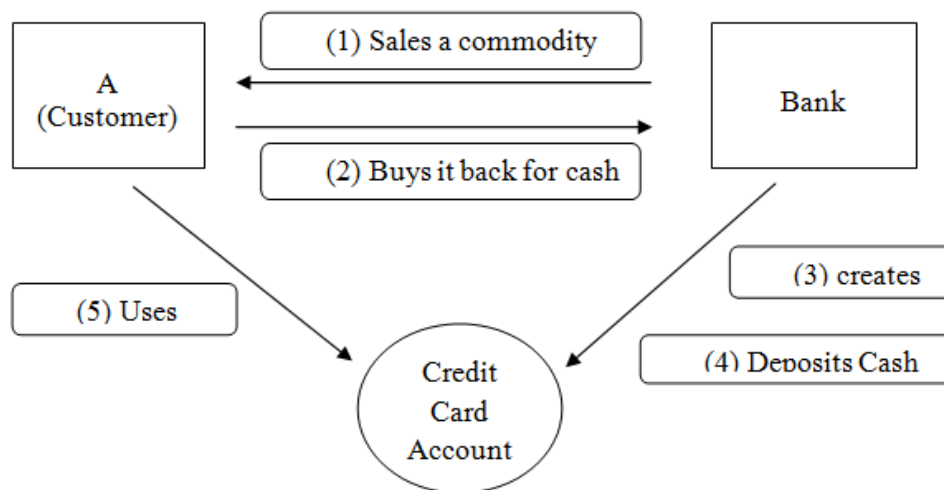 (1) Sales a commodity
A
(Customer)
Bank
(2) Buys it back for cash
(3) creates
(5) Uses
(4) Deposits Cash
Credit
Card
Account